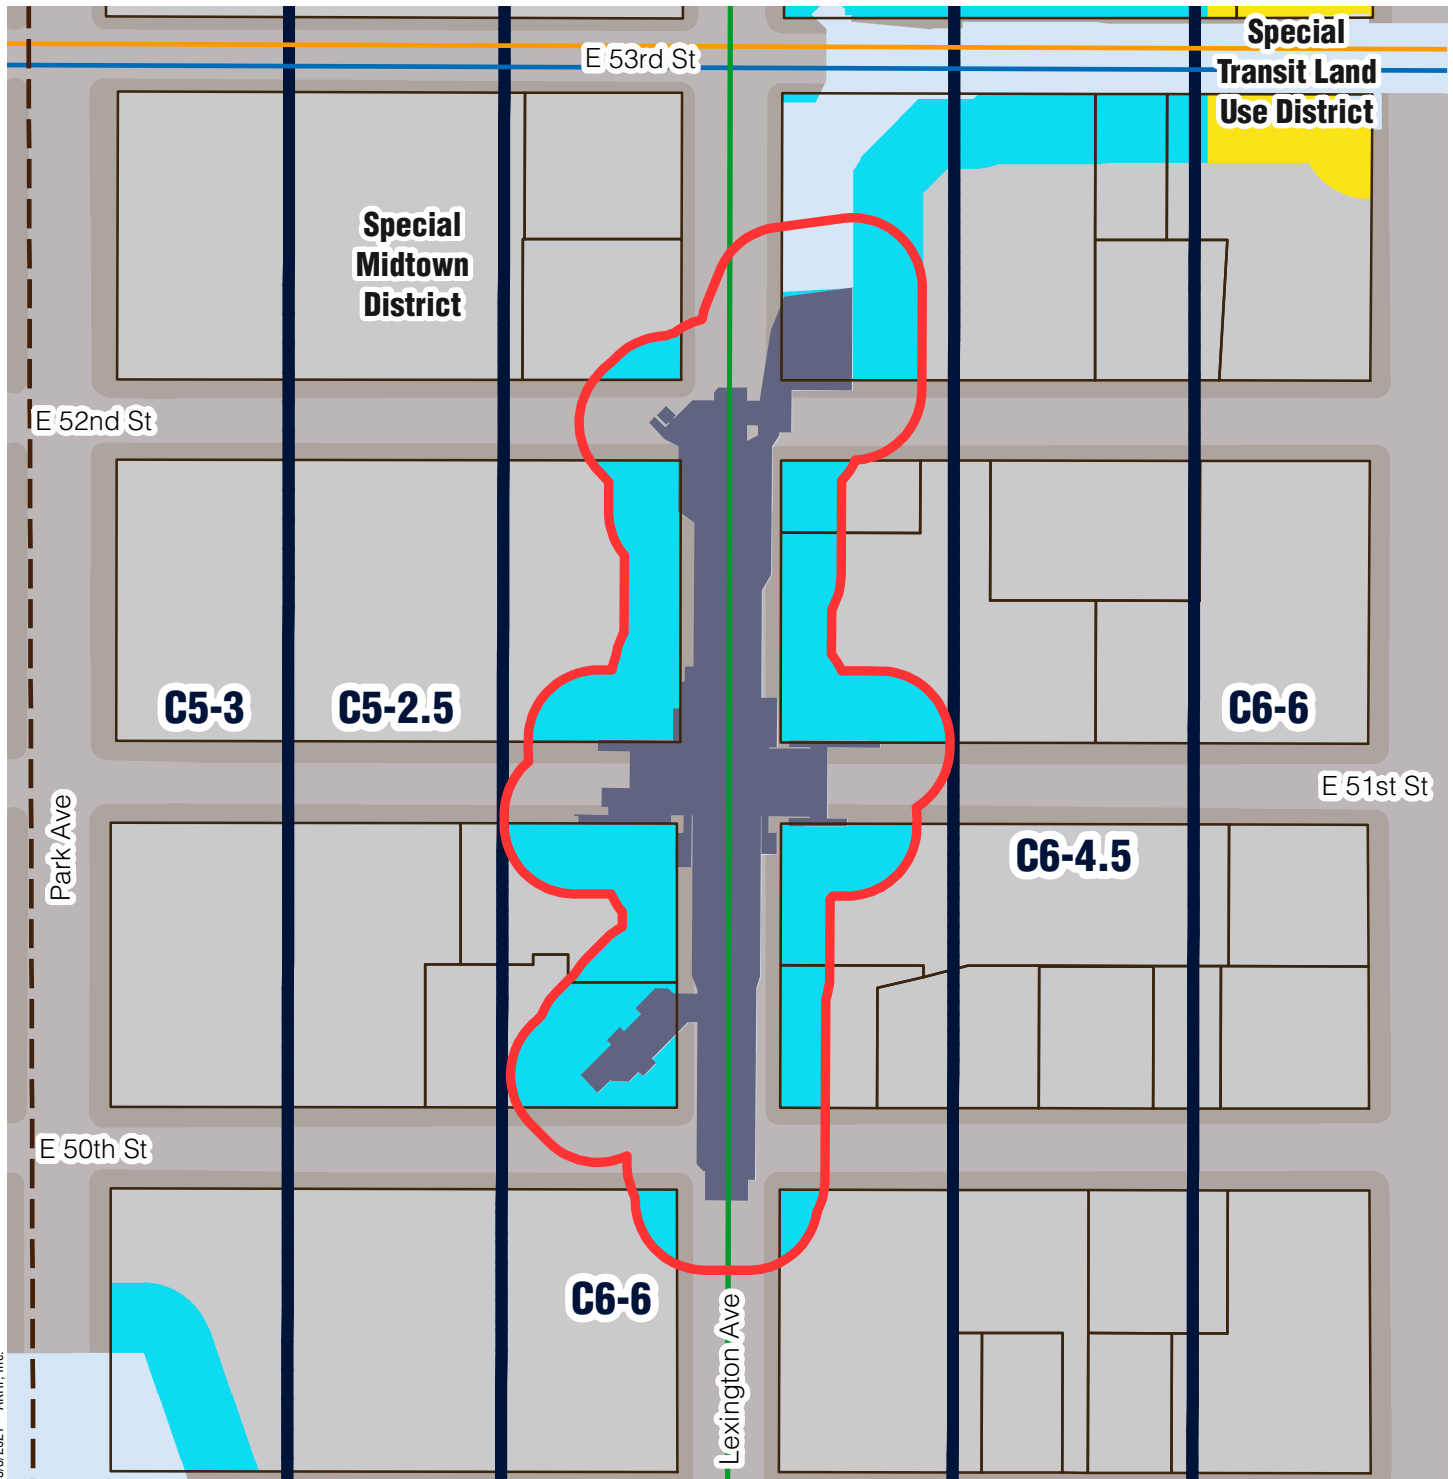 Special
Transit Land
Use District
E 53rd St
Special
Midtown
District
E 52nd St
C5-3
C5-2.5
C6-6
E 51st St
Park Ave
C6-4.5
E 50th St
C6-6
Lexington Ave